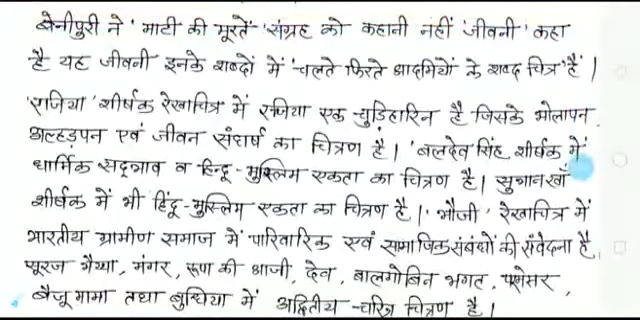 बेनीपुरी ने 'माटी की मूरतें' संग्रह को कहानी नहीं 'जीवनी' कहा
है यह जीवनी इनके शब्दों में 'चलते फिरते आदमियों के शब्द चित्र' हैं।
'रजिया' शीर्षक रेखाचित्र में रजिया एक चुडिहारिन है जिसके भोलापन,
अल्हड़पन एवं जीवन संघर्ष का चित्रण है। 'बलदेव सिंह शीर्षक में
धार्मिक सद्भाव व हिन्दू-मुस्लिम एकता का चित्रण है। सुभानखाँ
शीर्षक में भी हिंदू-मुस्लिम एकता का चित्रण है। 'भौजी' रेखाचित्र में
भारतीय ग्रामीण समाज में पारिवारिक एवं सामाजिक संबंधों की संवेदना है,
सूरज भैया, मंगर, रूपा की आजी, देव, बालगोबिन भगत, परमेसर,
बैजू मामा तथा बुधिया में अद्वितीय चरित्र चित्रण है।